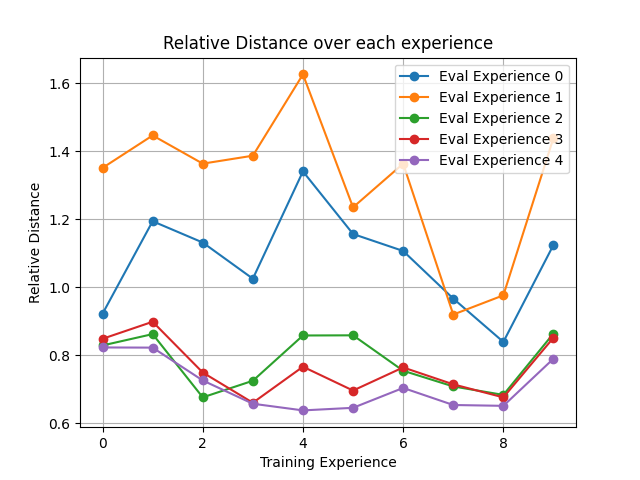 Relative Distance over each experience
Eval Experience 0
Eval Experience 1
Eval Experience 2
Eval Experience 3
Eval Experience 4
Relative Distance
1.6
1.4
1.2
1.0
0.8
0.6
0 2 4 6 8
Training Experience